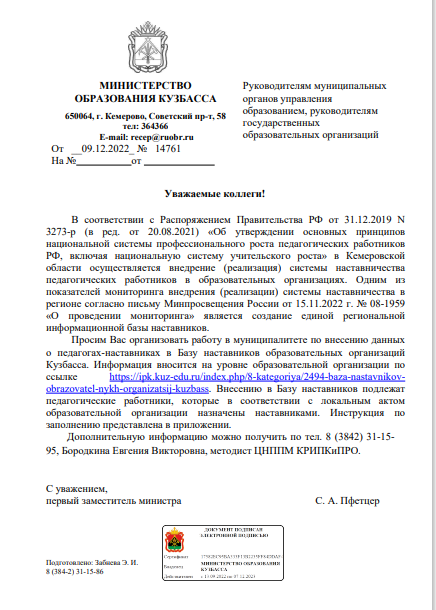 МИНИСТЕРСТВО
ОБРАЗОВАНИЯ КУЗБАССА
650064, г. Кемерово, Советский пр-т, 58
тел: 364366
E-mail: recep@ruobr.ru
От __09.12.2022_ № 14761
На №___________от ____________
Руководителям муниципальных
органов управления
образованием, руководителям
государственных
образовательных организаций
Уважаемые коллеги!
В соответствии с Распоряжением Правительства РФ от 31.12.2019 N
3273-р (в ред. от 20.08.2021) «Об утверждении основных принципов
национальной системы профессионального роста педагогических работников
РФ, включая национальную систему учительского роста» в Кемеровской
области осуществляется внедрение (реализация) системы наставничества
педагогических работников в образовательных организациях. Одним из
показателей мониторинга внедрения (реализации) системы наставничества в
регионе согласно письму Минпросвещения России от 15.11.2022 г. № 08-1959
«О проведении мониторинга» является создание единой региональной
информационной базы наставников.
Просим Вас организовать работу в муниципалитете по внесению данных
о педагогах-наставниках в Базу наставников образовательных организаций
Кузбасса. Информация вносится на уровне образовательной организации по
ссылке https://ipk.kuz-edu.ru/index.php/8-kategoriya/2494-baza-nastavnikov-
obrazovatel-nykh-organizatsij-kuzbass. Внесению в Базу наставников подлежат
педагогические работники, которые в соответствии с локальным актом
образовательной организации назначены наставниками. Инструкция по
заполнению представлена в приложении.
Дополнительную информацию можно получить по тел. 8 (3842) 31-15-
95, Бородкина Евгения Викторовна, методист ЦНППМ КРИПКиПРО.
С уважением,
первый заместитель министра С. А. Пфетцер
ДОКУМЕНТ ПОДПИСАН
ЭЛЕКТРОННОЙ ПОДПИСЬЮ
Сертификат
Владелец МИНИСТЕРСТВО ОБРАЗОВАНИЯ
КУЗБАССА
Действителен
Подготовлено: Забнева Э. И.
8 (384-2) 31-15-86